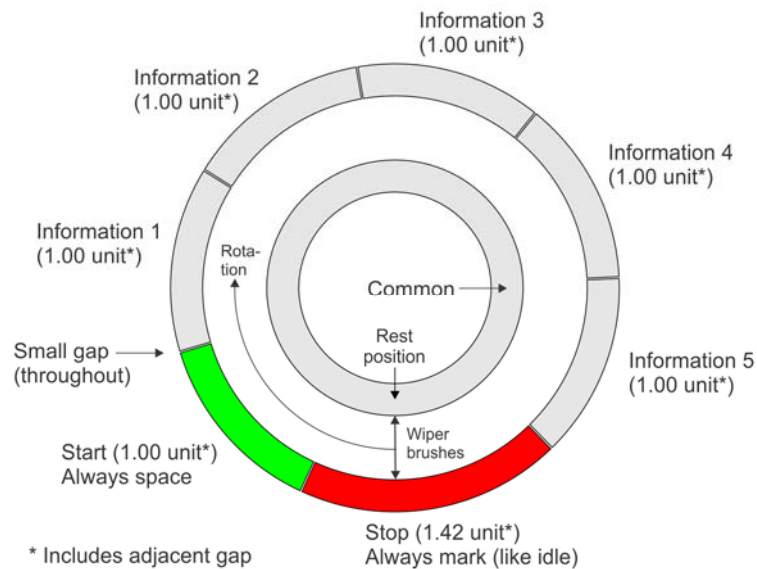 Information 3
(1.00 unit*)
Information 2
(1.00 unit*)
Information 4
(1.00 unit*)
Information 1
(1.00 unit*)
Rota-
tion
Common
Rest
position
Small gap
(throughout)
Information 5
(1.00 unit*)
Wiper
brushes
Start (1.00 unit*)
Always space
Stop (1.42 unit*)
Always mark (like idle)
* Includes adjacent gap